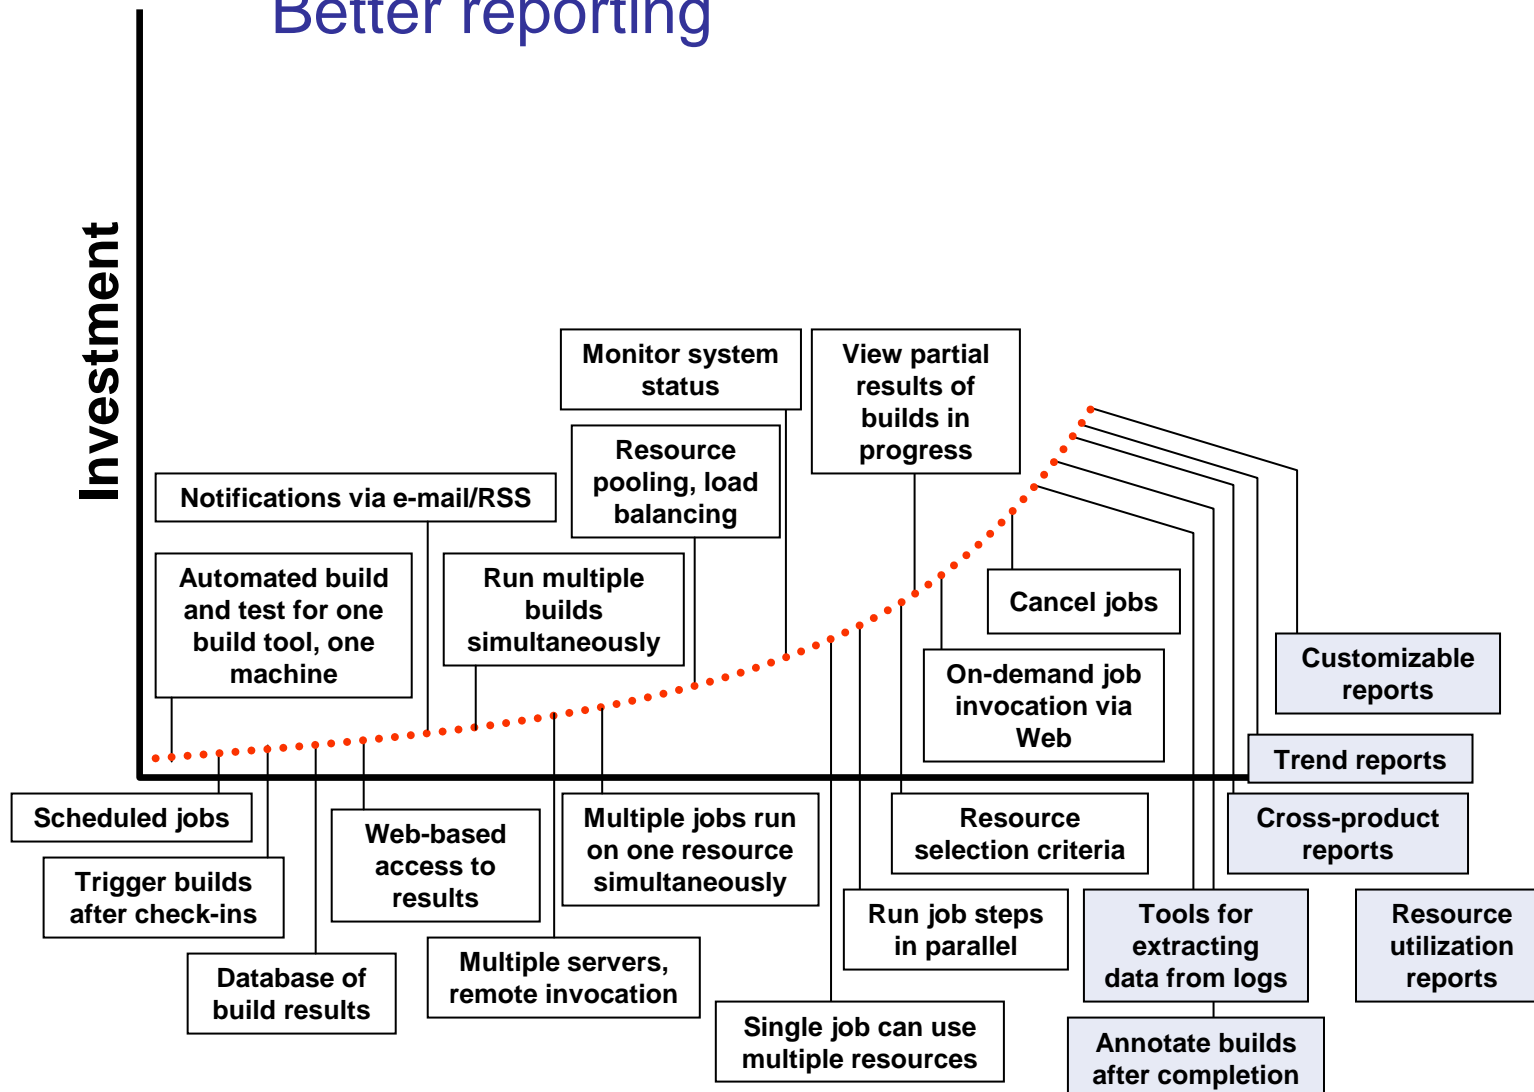 Better reporting
Investment
Monitor system
status
View partial
results of
builds in
progress
Resource
pooling, load
balancing
Notifications via e-mail/RSS
Automated build
and test for one
build tool, one
machine
Run multiple
builds
simultaneously
Cancel jobs
On-demand job
invocation via
Web
Customizable
reports
Trend reports
Scheduled jobs
Trigger builds
after check-ins
Database of
build results
Web-based
access to
results
Multiple servers,
remote invocation
Multiple jobs run
on one resource
simultaneously
Single job can use
multiple resources
Run job steps
in parallel
Resource
selection criteria
Cross-product
reports
Tools for
extracting
data from logs
Resource
utilization
reports
Annotate builds
after completion